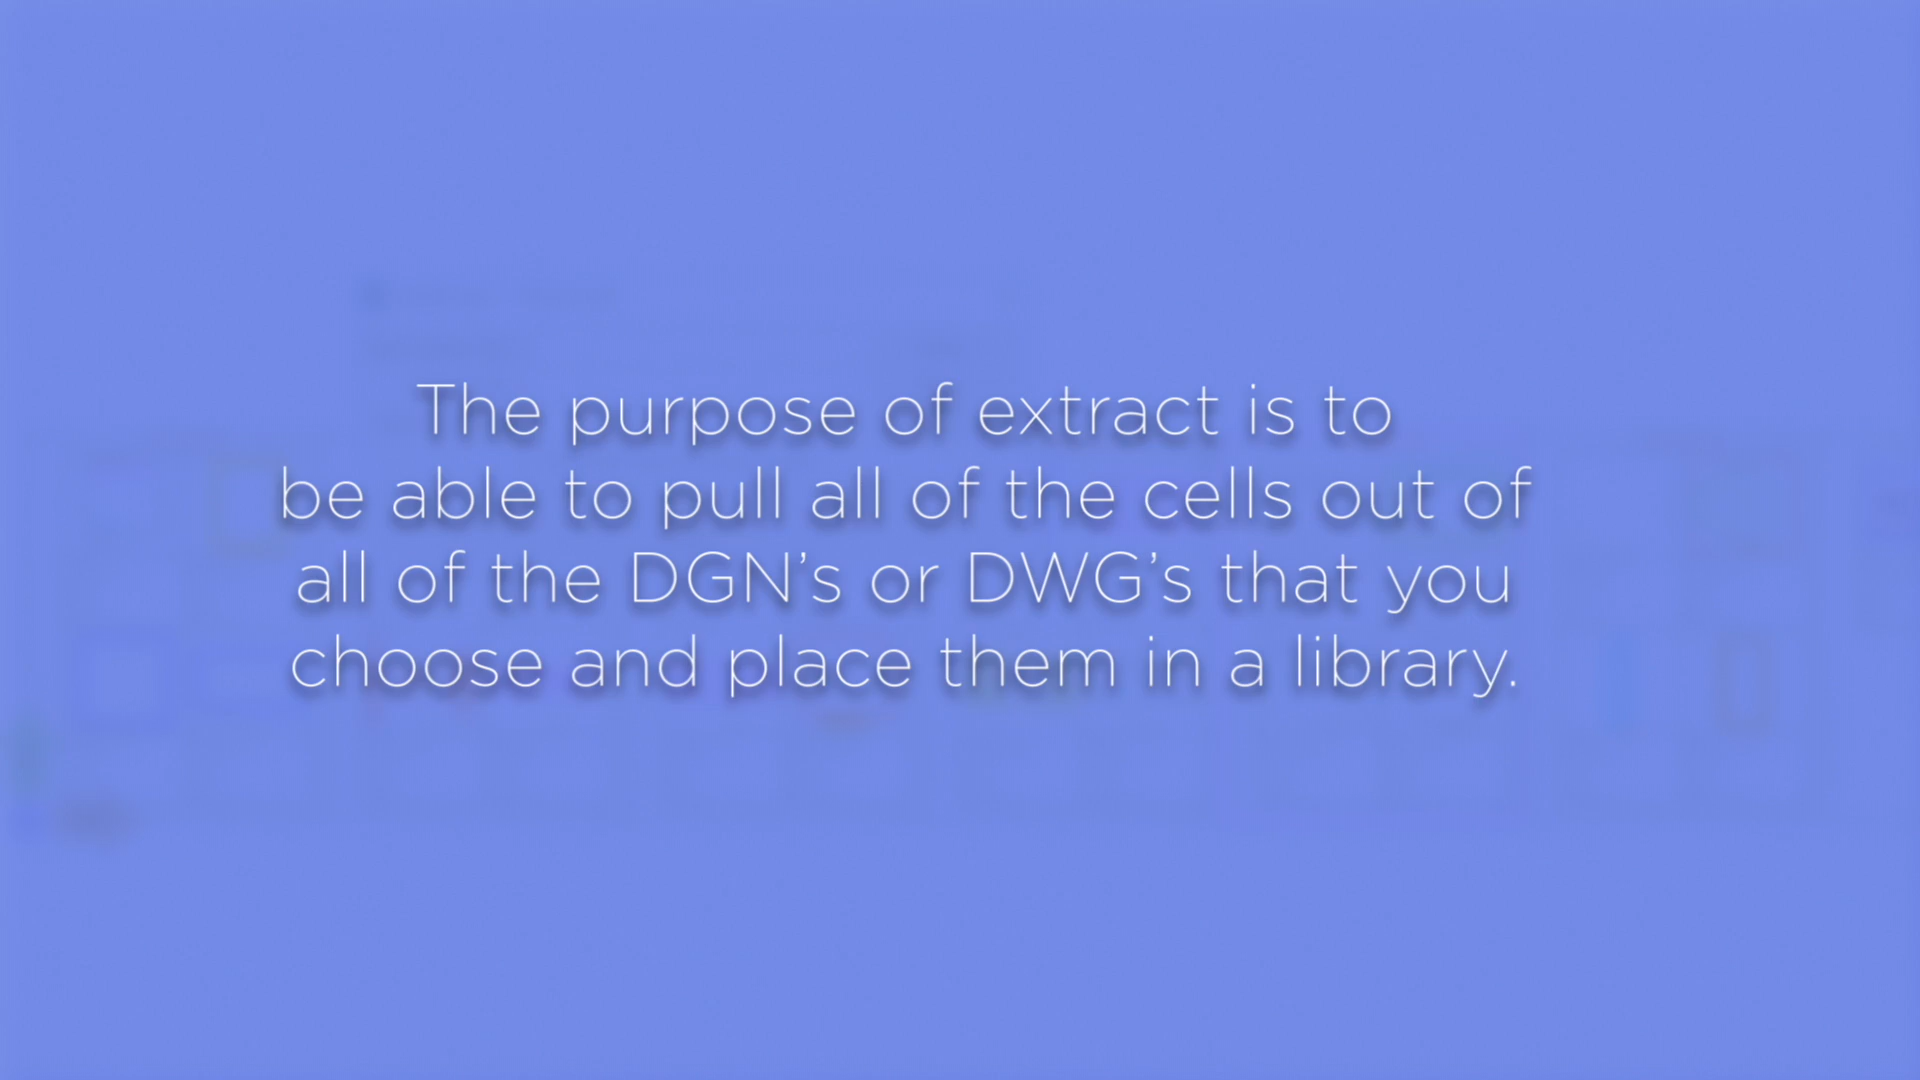 The purpose of extract is to
be able to pull all of the cells out of
all of the DGN’s or DWG’s that you
choose and place them in a library.